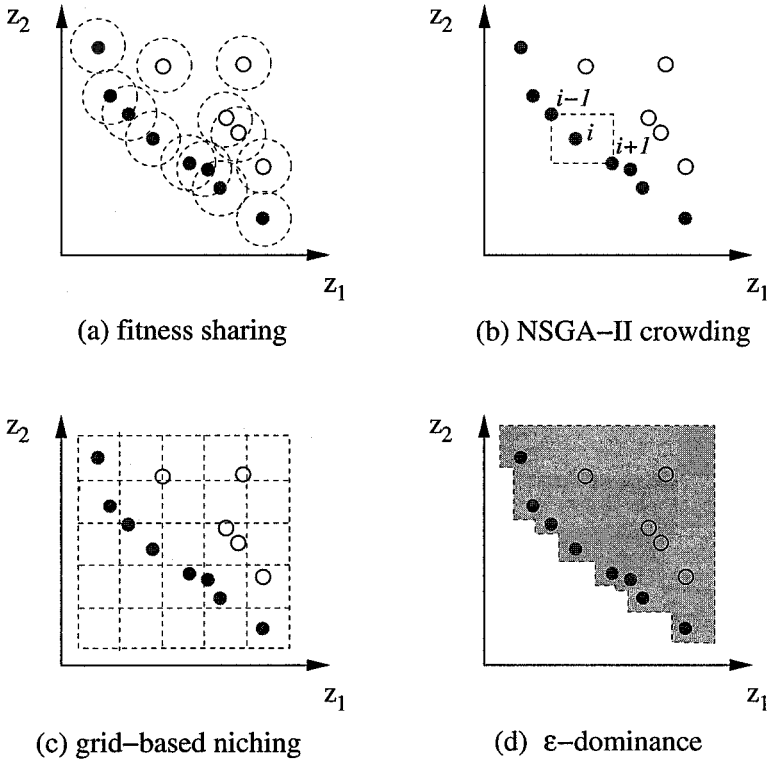 z2
z1
(a) fitness sharing
z2
i−1
i
i+1
z1
(b) NSGA−II crowding
z2
z1
(c) grid−based niching
z2
z1
(d) ε−dominance